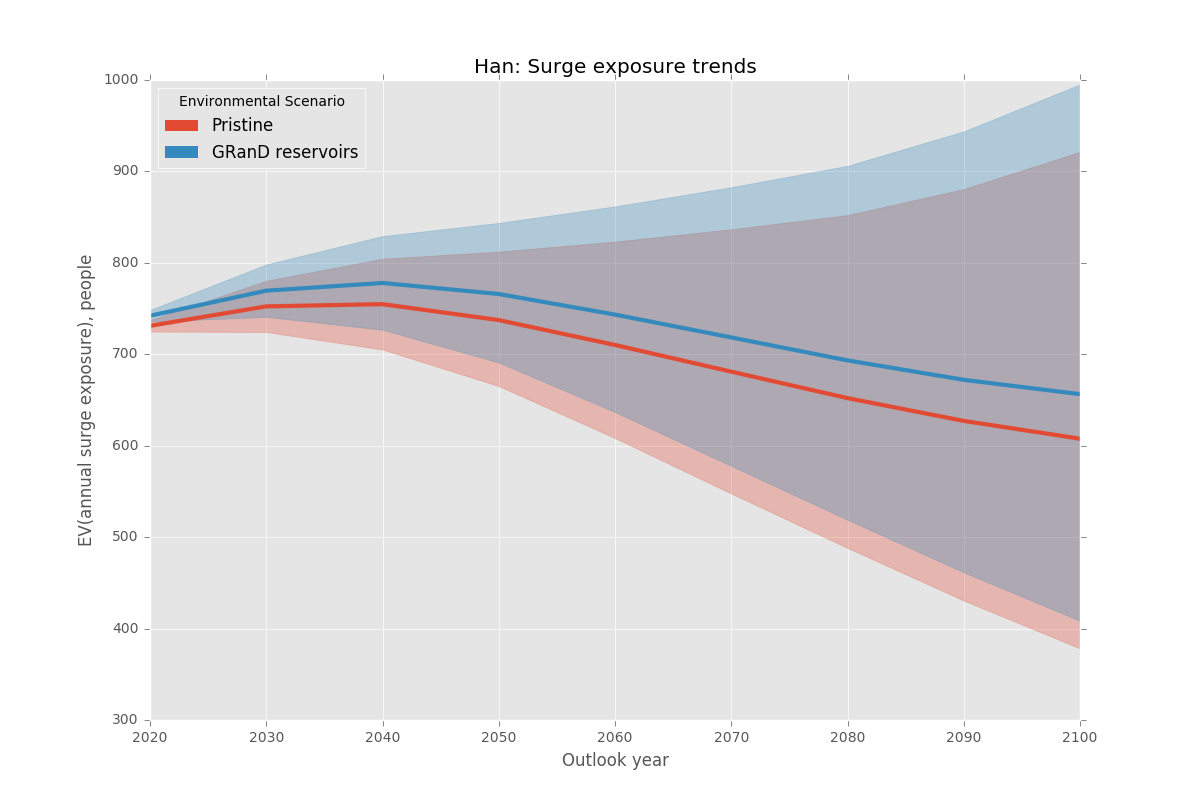 Han: Surge exposure trends
Environmental Scenario
Pristine
GRanD reservoirs
EV(annual surge exposure), people
1000
900
800
700
600
500
400
300
2020 2030 2040 2050 2060 2070 2080 2090 2100
Outlook year